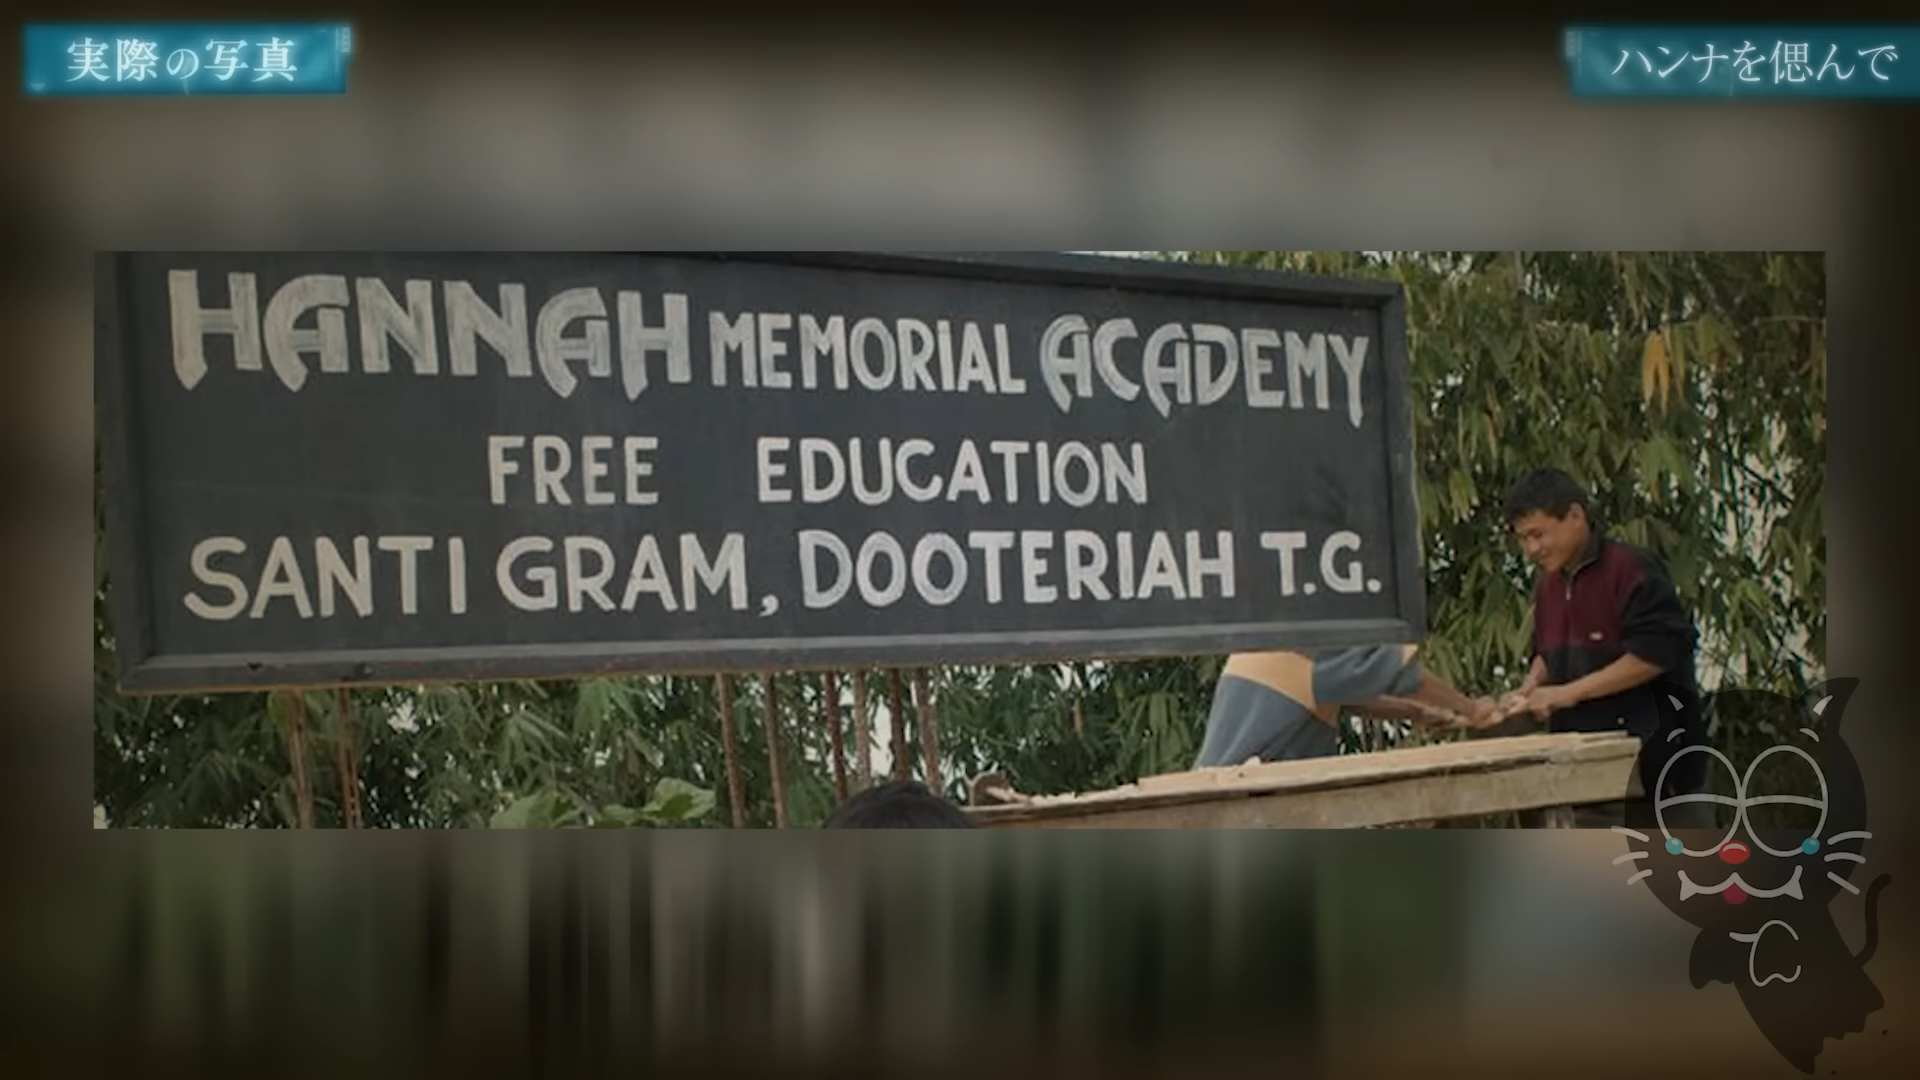 実際の写真
ハンナを偲んで
HANNAH MEMORIAL ACADEMY
FREE EDUCATION
SANTI GRAM, DOOTERIAH T.G.